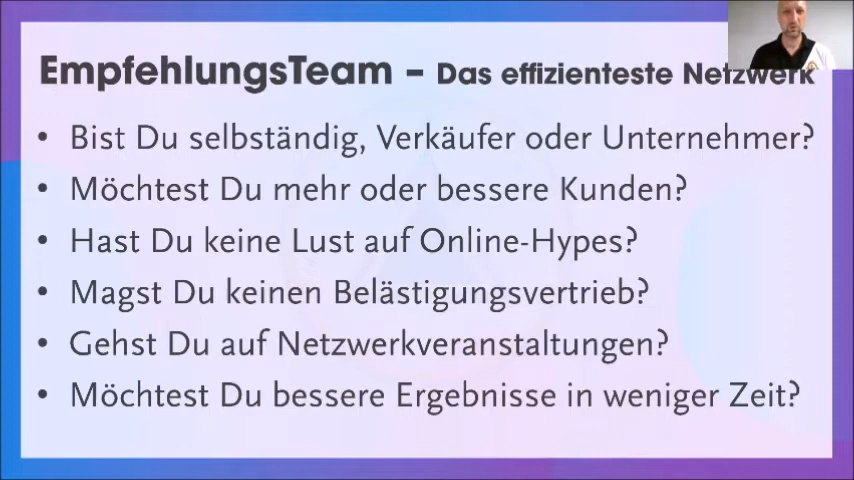 EmpfehlungsTeam – Das effizienteste Netzwerk
• Bist Du selbständig, Verkäufer oder Unternehmer?
• Möchtest Du mehr oder bessere Kunden?
• Hast Du keine Lust auf Online-Hypes?
• Magst Du keinen Belästigungsvertrieb?
• Gehst Du auf Netzwerkveranstaltungen?
• Möchtest Du bessere Ergebnisse in weniger Zeit?